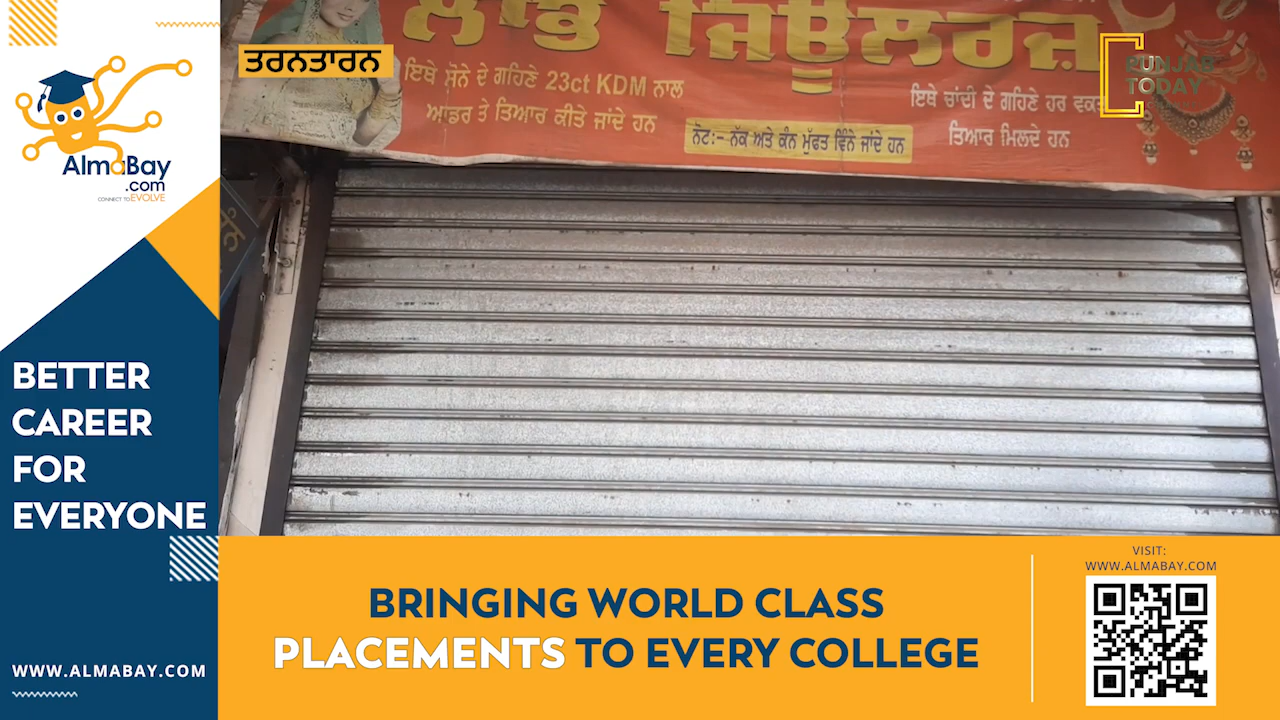 AlmaBay
.com
CONNECT TO EVOLVE
BETTER
CAREER
FOR
EVERYONE
WWW.ALMABAY.COM
ਤਰਨਤਾਰਨ
ਜਿਊਲਰਜ਼
ਇਥੇ ਸੋਨੇ ਦੇ ਗਹਿਣੇ 23ct KDM ਨਾਲ
ਆਡਰ ਤੇ ਤਿਆਰ ਕੀਤੇ ਜਾਂਦੇ ਹਨ
ਨੋਟ:- ਨੱਕ ਅਤੇ ਕੰਨ ਮੁੱਫਤ ਵਿੰਨੇ ਜਾਂਦੇ ਹਨ
ਇਥੇ ਚਾਂਦੀ ਦੇ ਗਹਿਣੇ ਹਰ ਵਕਤ
ਤਿਆਰ ਮਿਲਦੇ ਹਨ
PUNJAB
TODAY
BRINGING WORLD CLASS
PLACEMENTS TO EVERY COLLEGE
VISIT:
WWW.ALMABAY.COM